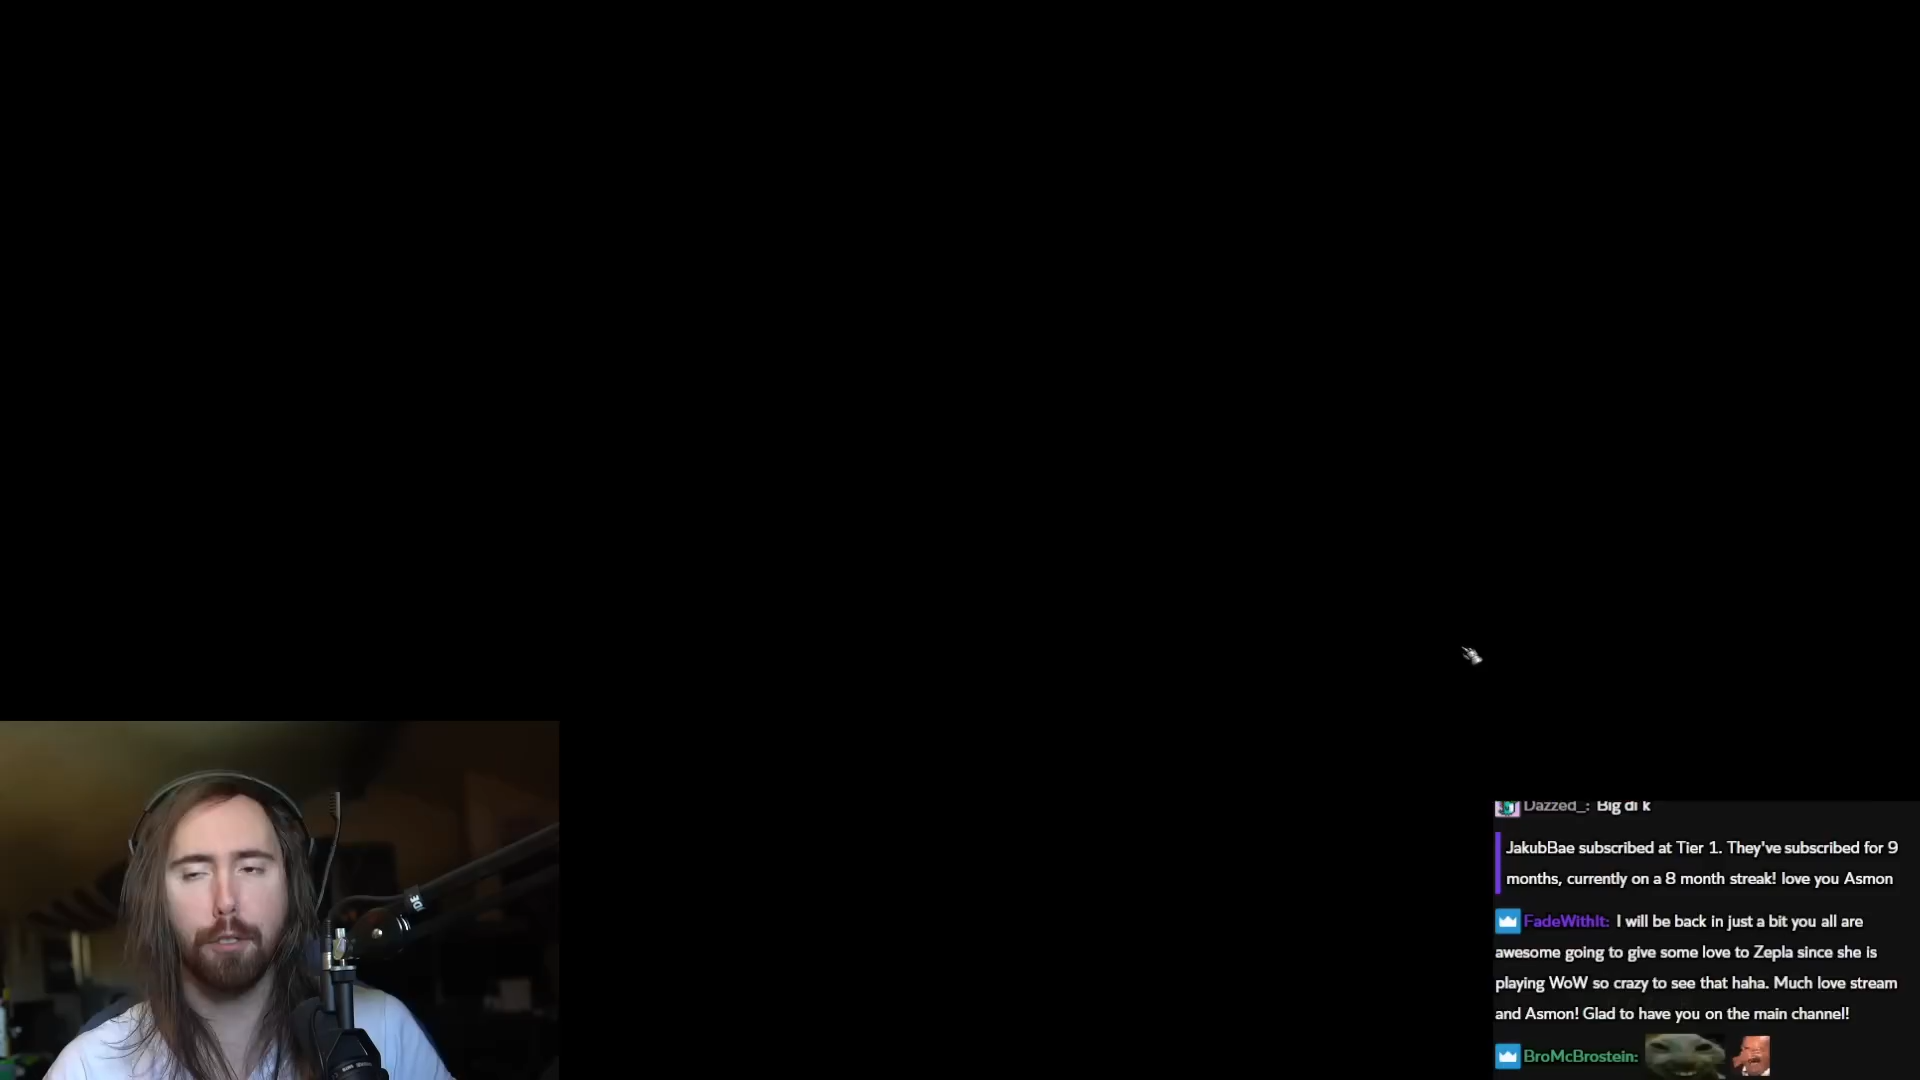 Dazzed_: Big di k
JakubBae subscribed at Tier 1. They've subscribed for 9
months, currently on a 8 month streak! love you Asmon
FadeWithIt: I will be back in just a bit you all are
awesome going to give some love to Zepla since she is
playing WoW so crazy to see that haha. Much love stream
and Asmon! Glad to have you on the main channel!
BroMcBrostein: